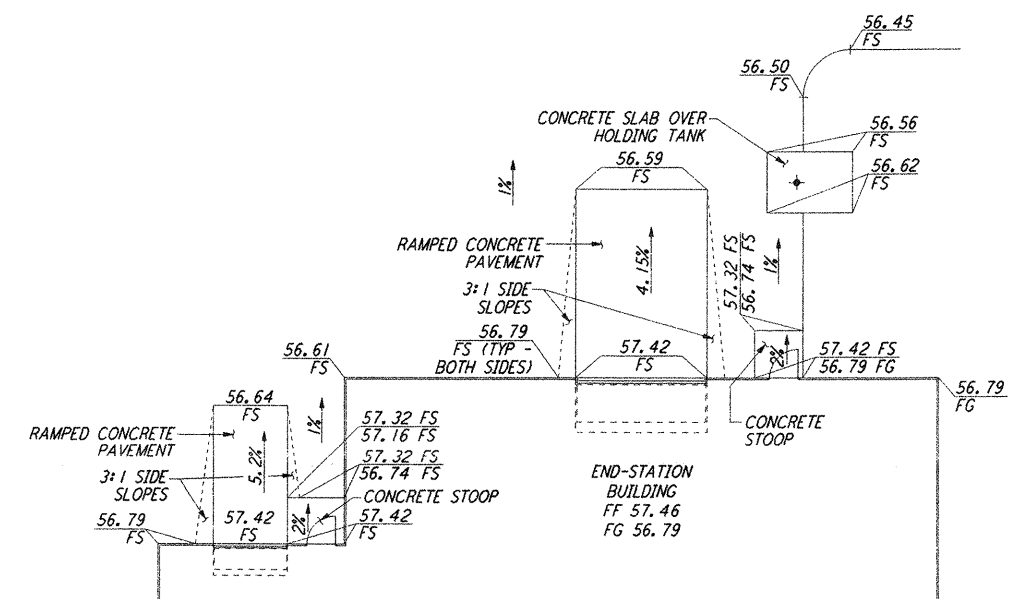 56.45
FS
56.50
FS
CONCRETE SLAB OVER
HOLDING TANK
56.56
FS
56.59
FS
56.62
FS
1%
RAMPED CONCRETE
PAVEMENT
4.15%
57.32 FS
56.74 FS
1%
3:1 SIDE
SLOPES
56.79
FS (TYP -
BOTH SIDES)
57.42
FS
2%
57.42 FS
56.79 FG
56.61
FS
56.79
FG
56.64
FS
1%
57.32 FS
57.16 FS
CONCRETE
STOOP
RAMPED CONCRETE
PAVEMENT
5.2%
57.32 FS
56.74 FS
3:1 SIDE
SLOPES
CONCRETE STOOP
END-STATION
BUILDING
FF 57.46
FG 56.79
56.79
FS
57.42
FS
2%
57.42
FS